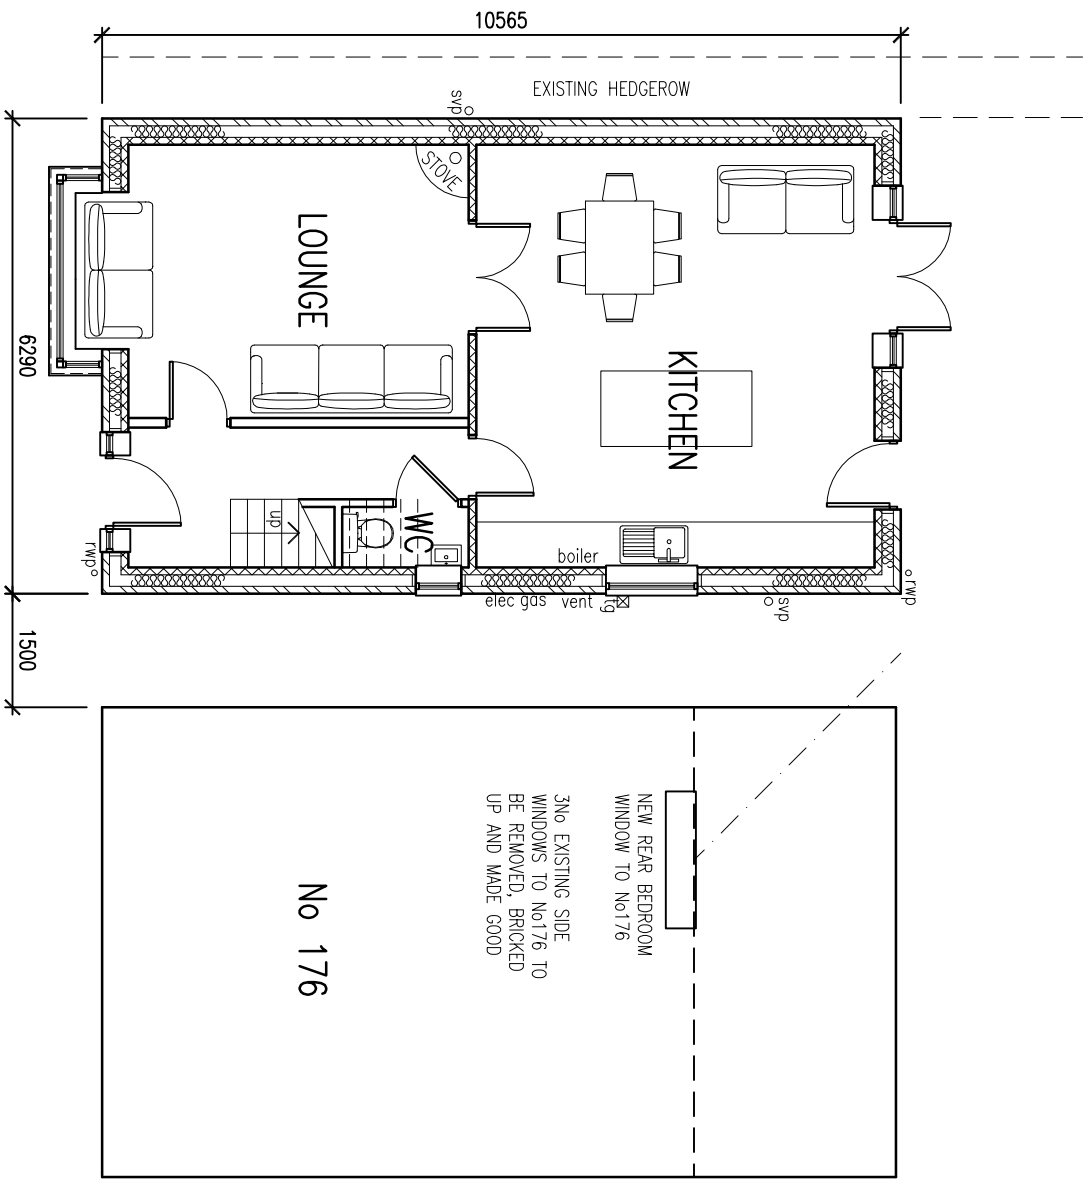 10565
EXISTING HEDGEROW
svp
STOVE
LOUNGE
KITCHEN
6290
up
WC
boiler
rwp
elec gas
vent
tg
svp
rwp
1500
NEW REAR BEDROOM
WINDOW TO No176
3No EXISTING SIDE
WINDOWS TO No176 TO
BE REMOVED, BRICKED
UP AND MADE GOOD
No 176